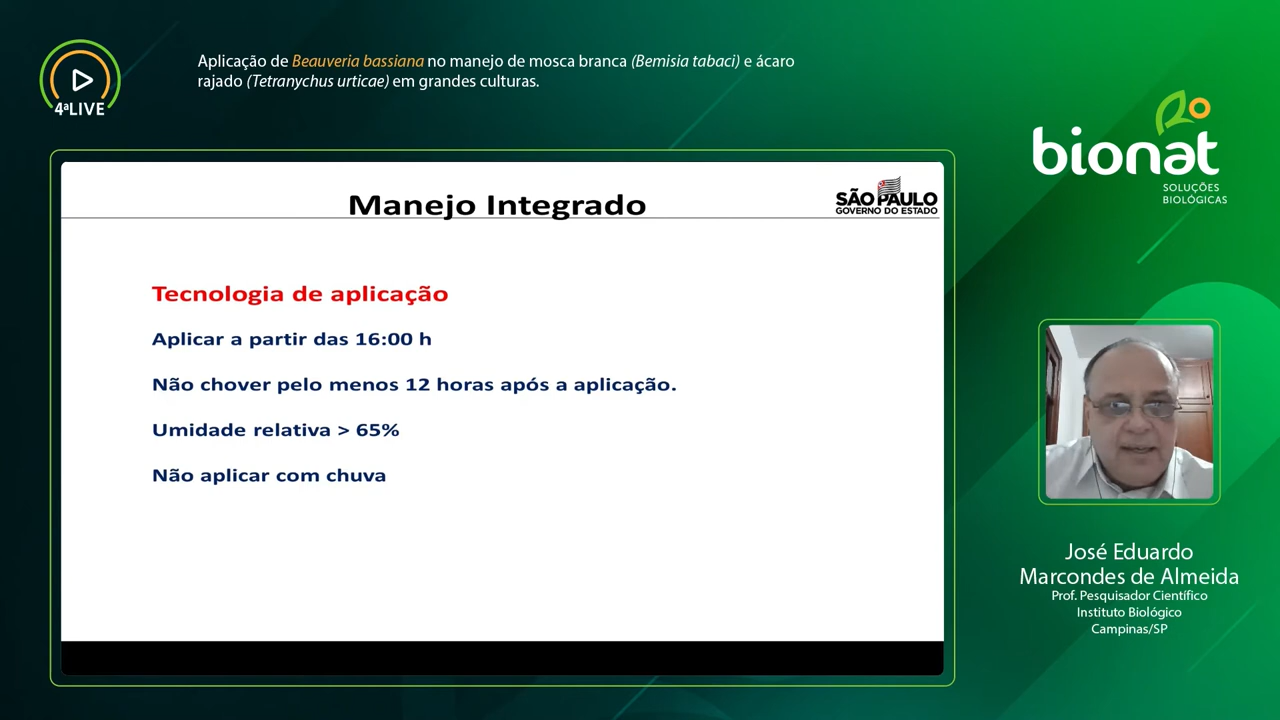 4ªLIVE
Aplicação de Beauveria bassiana no manejo de mosca branca (Bemisia tabaci) e ácaro
rajado (Tetranychus urticae) em grandes culturas.
bionat
SOLUÇÕES
BIOLÓGICAS
Manejo Integrado
SÃO PAULO
GOVERNO DO ESTADO
Tecnologia de aplicação
Aplicar a partir das 16:00 h
Não chover pelo menos 12 horas após a aplicação.
Umidade relativa > 65%
Não aplicar com chuva
José Eduardo
Marcondes de Almeida
Prof. Pesquisador Científico
Instituto Biológico
Campinas/SP